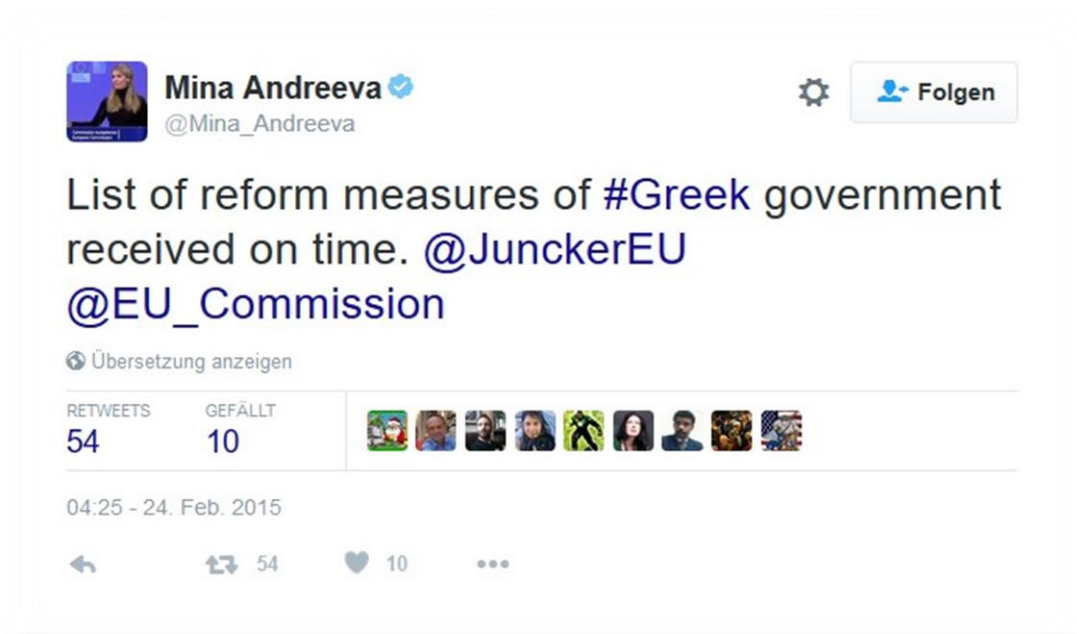 Mina Andreeva
@Mina_Andreeva
Folgen
List of reform measures of #Greek government
received on time. @JunckerEU
@EU_Commission
Übersetzung anzeigen
RETWEETS GEFÄLLT
54 10
04:25 - 24. Feb. 2015
54 10